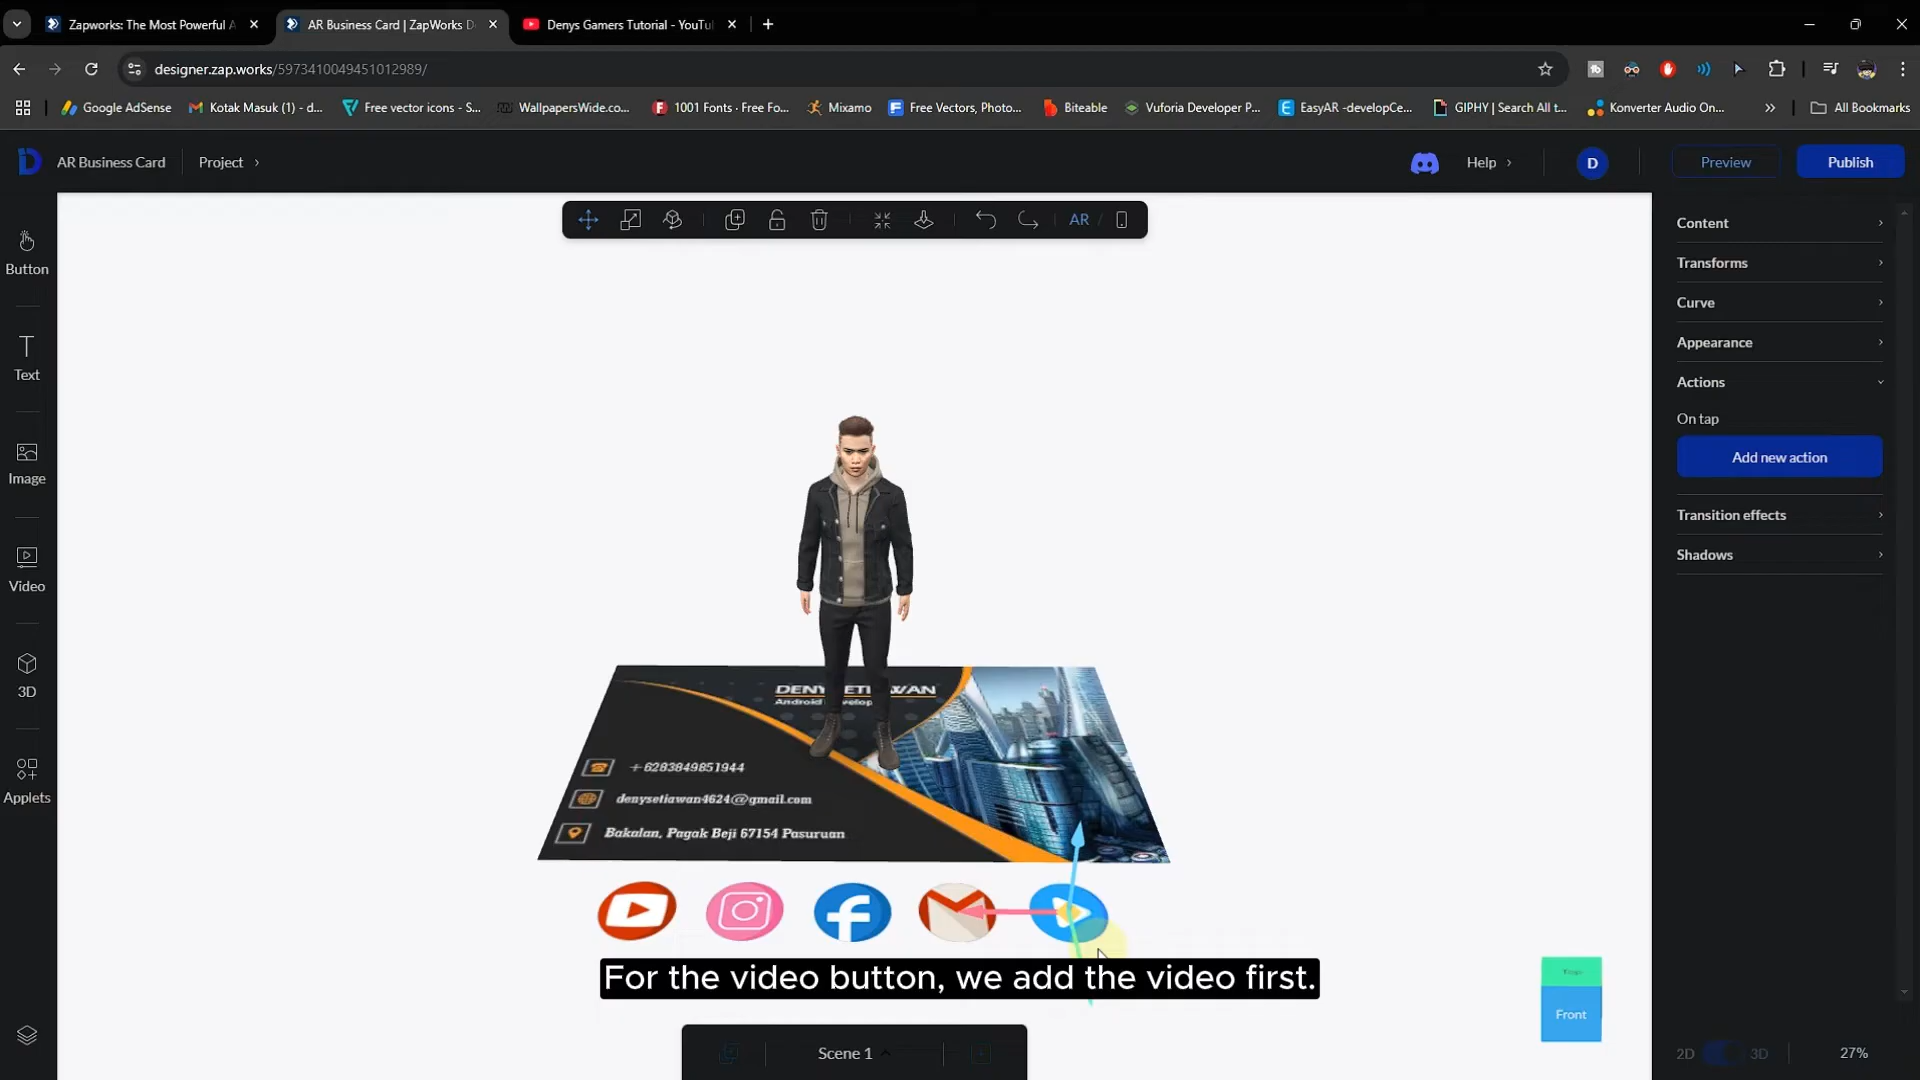 Zapworks: The Most Powerful A
AR Business Card | ZapWorks D
Denys Gamers Tutorial - YouTu
designer.zap.works/5973410049451012989/
Google AdSense
Kotak Masuk (1) - d...
Free vector icons - S...
WallpapersWide.co...
1001 Fonts · Free Fo...
Mixamo
Free Vectors, Photo...
Biteable
Vuforia Developer P...
EasyAR -developCe...
GIPHY | Search All t...
Konverter Audio On...
All Bookmarks
AR Business Card
Project
Help
D
Preview
Publish
AR
Button
Text
Image
Video
3D
Applets
Content
Transforms
Curve
Appearance
Actions
On tap
Add new action
Transition effects
Shadows
+6283849851944
denysetiawan4624@gmail.com
Bakalan, Pagak Beji 67154 Pasuruan
For the video button, we add the video first.
Front
Scene 1
2D
3D
27%